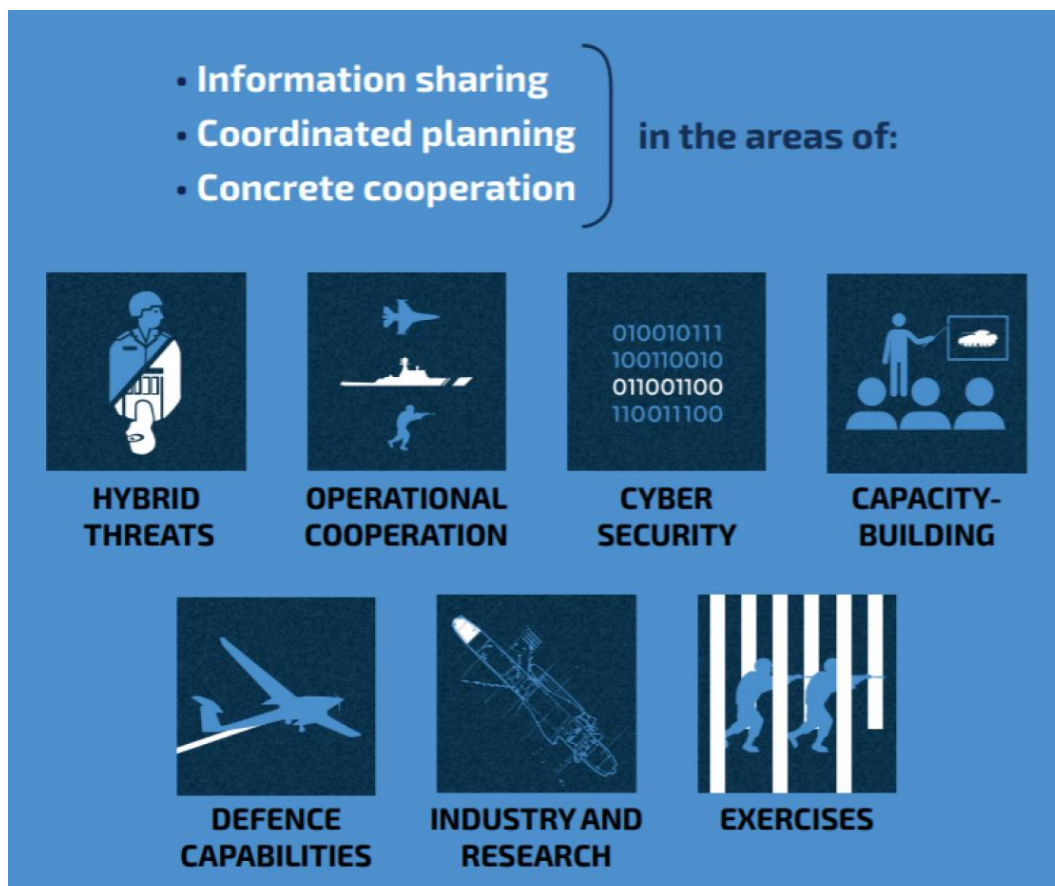 • Information sharing
• Coordinated planning
• Concrete cooperation
in the areas of:
010010111
100110010
011001100
110011100
HYBRID
THREATS
OPERATIONAL
COOPERATION
CYBER
SECURITY
CAPACITY-
BUILDING
DEFENCE
CAPABILITIES
INDUSTRY AND
RESEARCH
EXERCISES